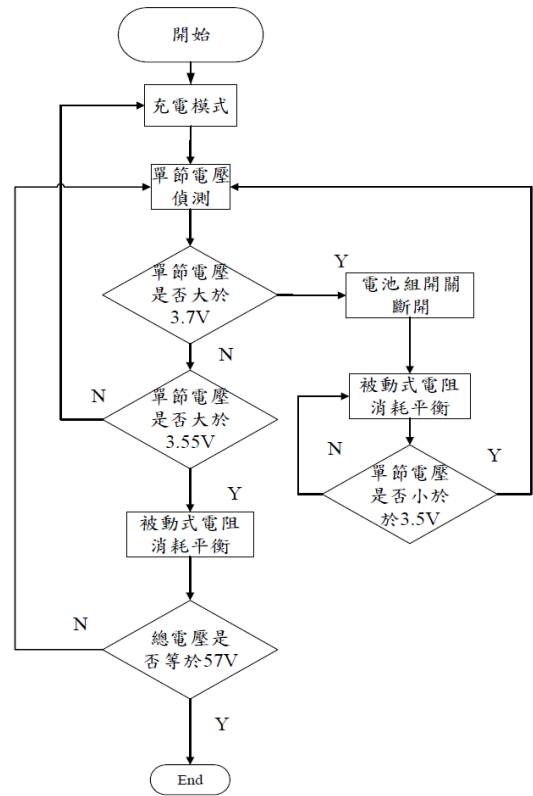 開始
充電模式
單節電壓
偵測
單節電壓
是否大於
3.7V
Y
電池組開關
斷開
N
被動式電阻
消耗平衡
單節電壓
是否大於
3.55V
N
N
單節電壓
是否小於
於3.5V
Y
Y
被動式電阻
消耗平衡
N
總電壓是
否等於57V
Y
End